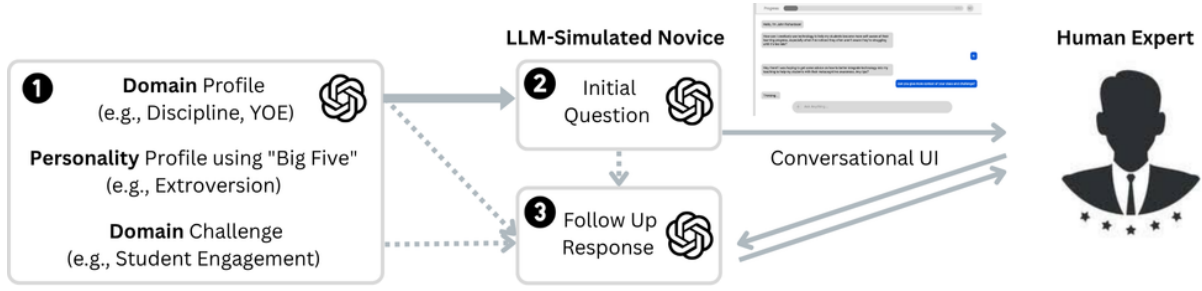 1
Domain Profile
(e.g., Discipline, YOE)
Personality Profile using "Big Five"
(e.g., Extroversion)
Domain Challenge
(e.g., Student Engagement)
LLM-Simulated Novice
2
Initial
Question
3
Follow Up
Response
Conversational UI
Human Expert